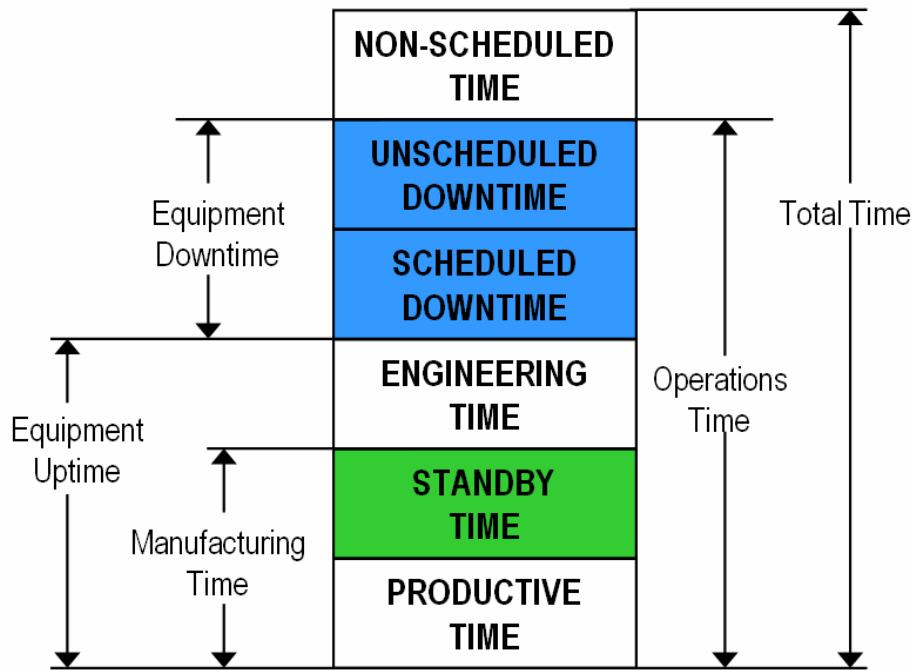 NON-SCHEDULED
TIME
UNSCHEDULED
DOWNTIME
SCHEDULED
DOWNTIME
ENGINEERING
TIME
STANDBY
TIME
PRODUCTIVE
TIME
Equipment
Downtime
Equipment
Uptime
Manufacturing
Time
Operations
Time
Total Time